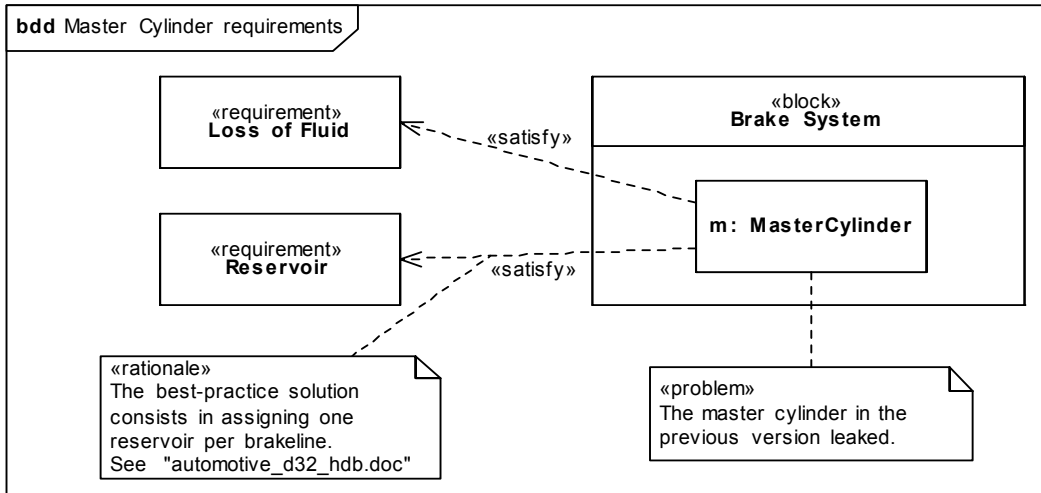 bdd Master Cylinder requirements
«requirement»
Loss of Fluid
«satisfy»
«block»
Brake System
m: MasterCylinder
«requirement»
Reservoir
«satisfy»
«rationale»
The best-practice solution
consists in assigning one
reservoir per brakeline.
See "automotive_d32_hdb.doc"
«problem»
The master cylinder in the
previous version leaked.